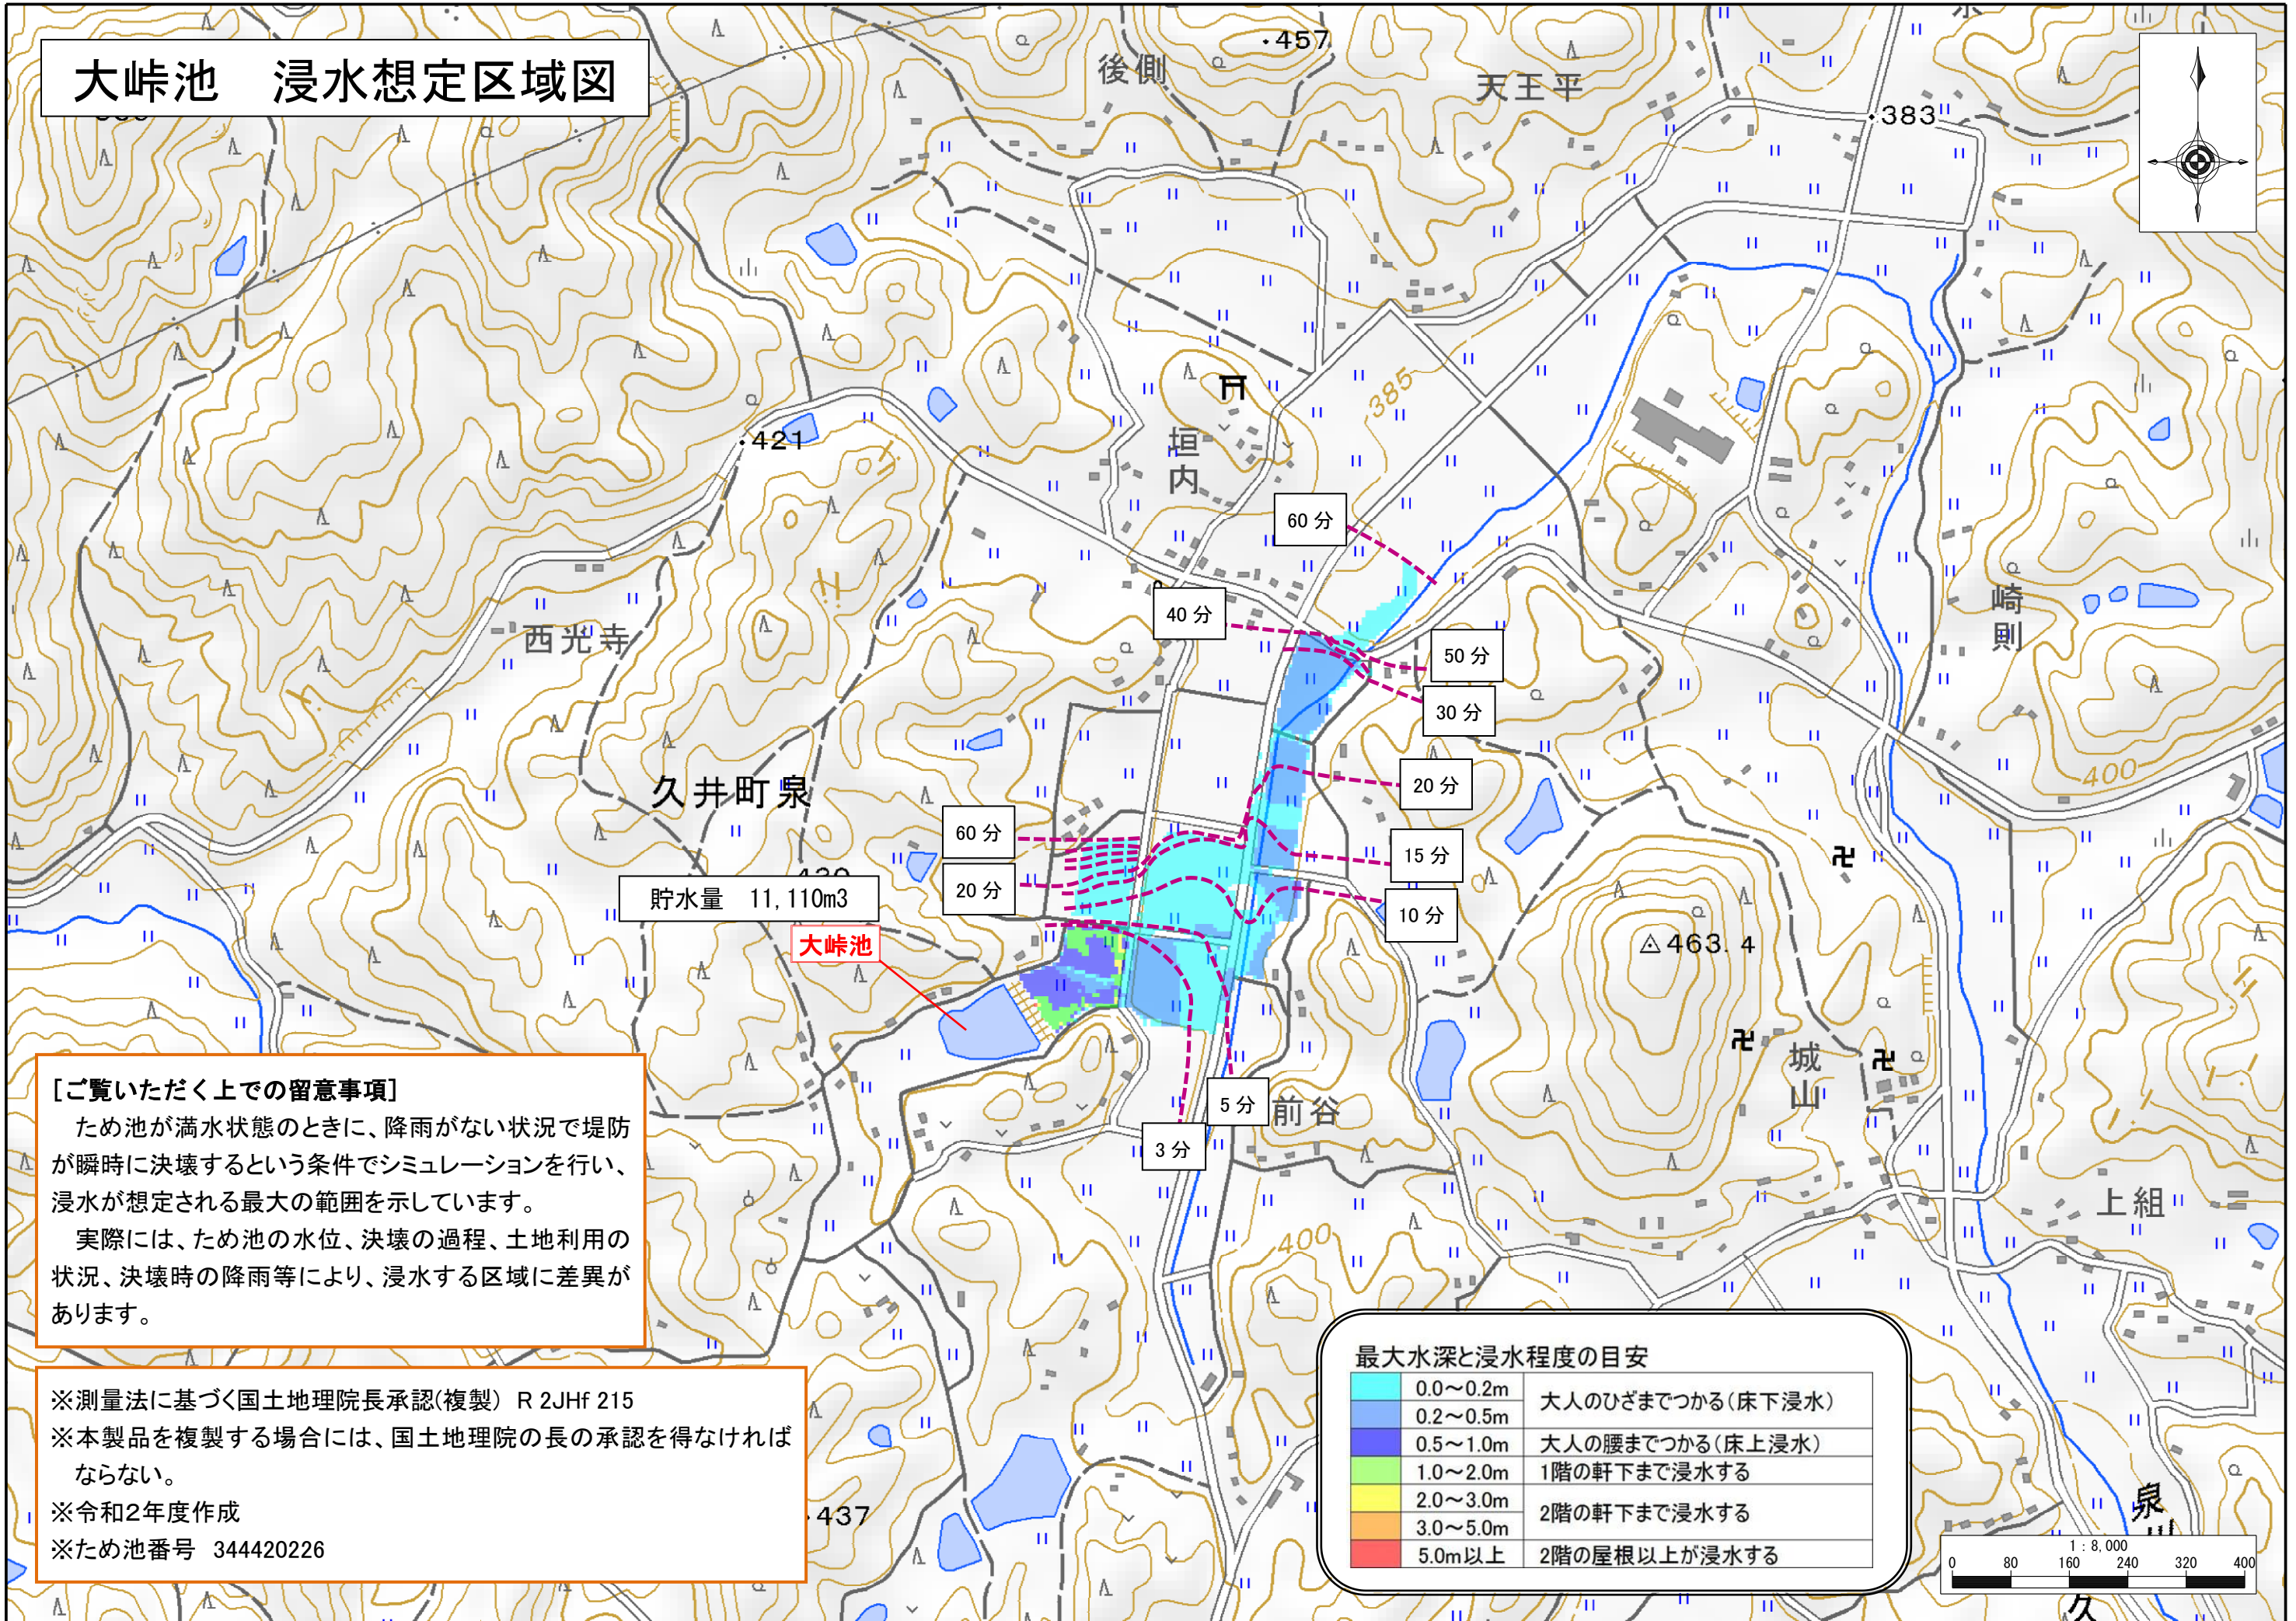 大峠池　浸水想定区域図
・457
後側
天王平
383
385
421
垣内
60 分
40 分
50 分
30 分
西光寺
崎則
久井町泉
20 分
400
60 分
15 分
20 分
10 分
貯水量　11,110m3
大峠池
463.4
城山
5 分
前谷
3 分
上組
400
[ご覧いただく上での留意事項]
ため池が満水状態のときに、降雨がない状況で堤防
が瞬時に決壊するという条件でシミュレーションを行い、
浸水が想定される最大の範囲を示しています。
実際には、ため池の水位、決壊の過程、土地利用の
状況、決壊時の降雨等により、浸水する区域に差異が
あります。
※測量法に基づく国土地理院長承認(複製) R 2JHf 215
※本製品を複製する場合には、国土地理院の長の承認を得なければ
ならない。
※令和2年度作成
※ため池番号 344420226
437
最大水深と浸水程度の目安
0.0～0.2m 大人のひざまでつかる(床下浸水)
0.2～0.5m
0.5～1.0m 大人の腰までつかる(床上浸水)
1.0～2.0m 1階の軒下まで浸水する
2.0～3.0m 2階の軒下まで浸水する
3.0～5.0m
5.0m以上 2階の屋根以上が浸水する
泉
1：8,000
0 80 160 240 320 400
久